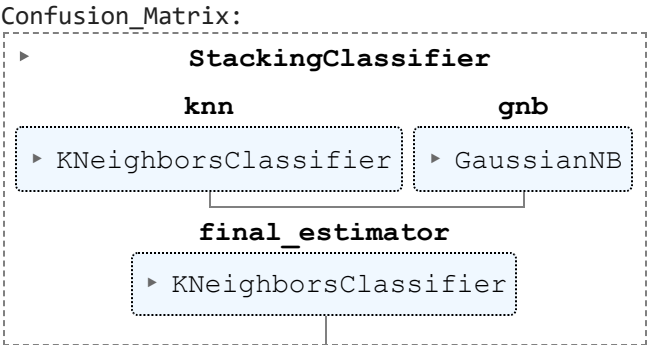 Confusion_Matrix:
▸ StackingClassifier
knn gnb
▸ KNeighborsClassifier ▸ GaussianNB
final_estimator
▸ KNeighborsClassifier